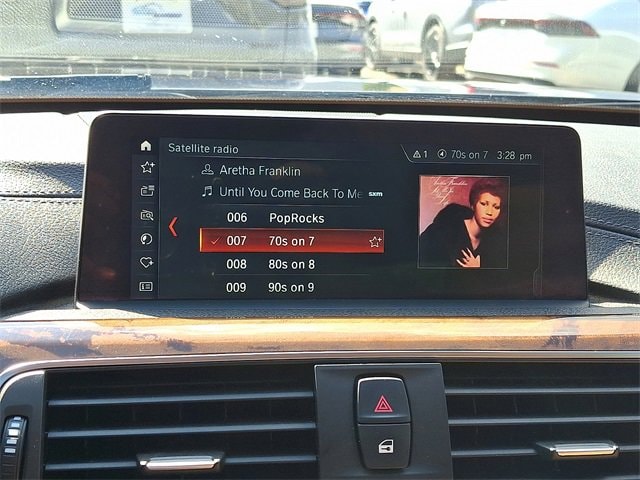 Satellite radio
1 70s on 7 3:28 pm
Aretha Franklin
Until You Come Back To Me sxm
006 PopRocks
007 70s on 7
008 80s on 8
009 90s on 9